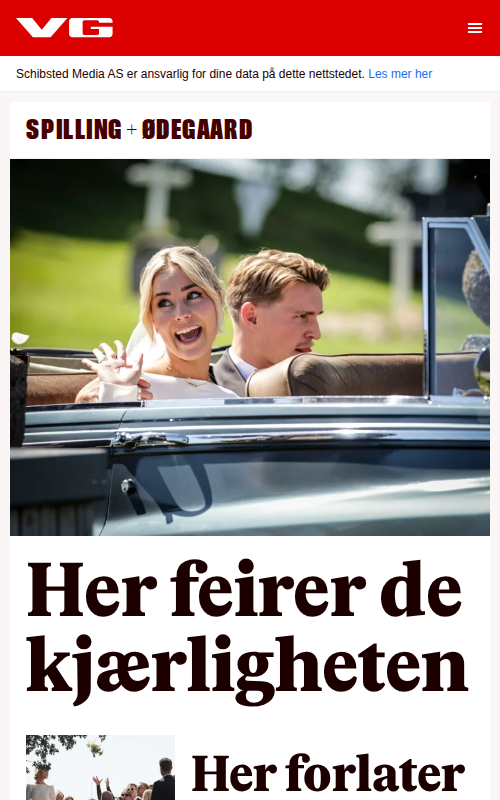 VG
Schibsted Media AS er ansvarlig for dine data på dette nettstedet. Les mer her
SPILLING + ØDEGAARD
Her feirer de
kjærligheten
Her forlater